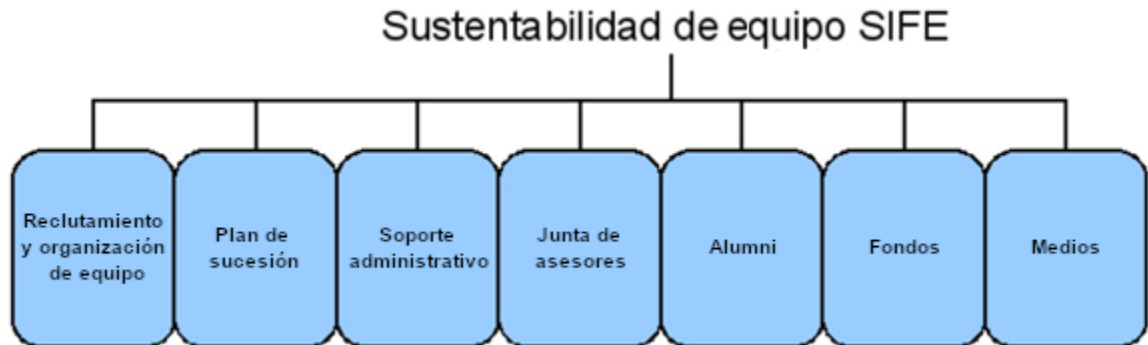 Sustentabilidad de equipo SIFE
Reclutamiento
y organización
de equipo
Plan de
sucesión
Soporte
administrativo
Junta de
asesores
Alumni
Fondos
Medios